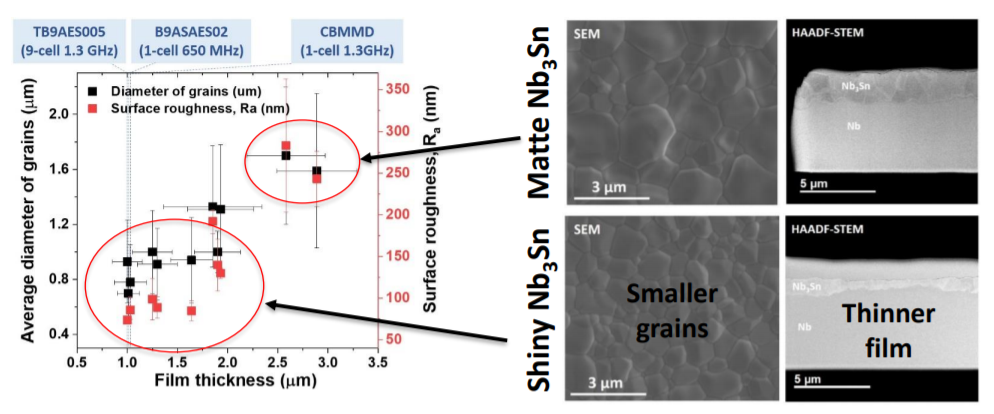 TB9AES005
(9-cell 1.3 GHz)
B9ASAES02
(1-cell 650 MHz)
CBMMD
(1-cell 1.3GHz)
Diameter of grains (um)
Surface roughness, Ra (nm)
Average diameter of grains (μm)
2.0
1.6
1.2
0.8
0.4
0.5
1.0
1.5
2.0
2.5
3.0
3.5
Film thickness (μm)
350
300
250
200
150
100
50
Surface roughness, Rₐ (nm)
Matte Nb₃Sn
SEM
3 μm
HAADF-STEM
Nb₃Sn
Nb
5 μm
Shiny Nb₃Sn
SEM
Smaller
grains
3 μm
HAADF-STEM
Nb₃Sn
Nb
Thinner
film
5 μm